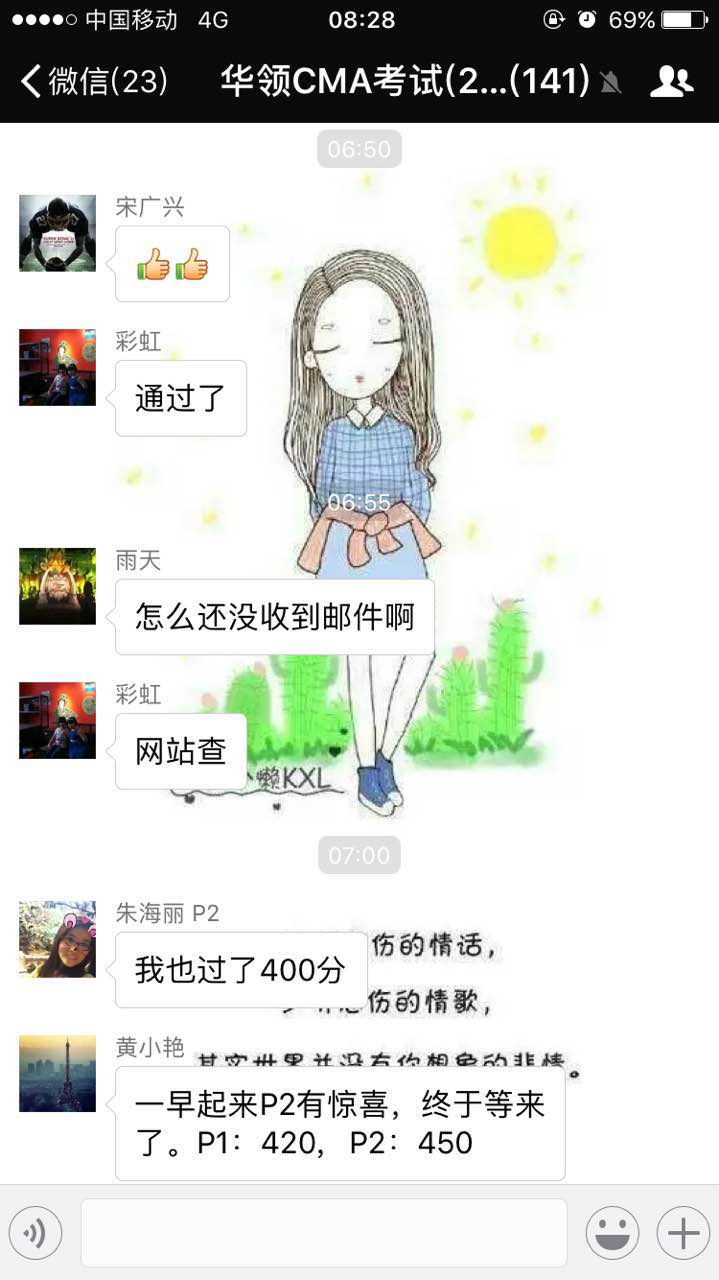 中国移动 4G 08:28 69%
微信(23) 华领CMA考试(2...(141)
06:50
宋广兴
彩虹
通过了
06:55
雨天
怎么还没收到邮件啊
彩虹
网站查
懒KXL
07:00
朱海丽 P2
伤的情话，
我也过了400分
伤的情歌，
黄小艳
其实世界并没有你想象的悲情。
一早起来P2有惊喜，终于等来
了。P1：420，P2：450